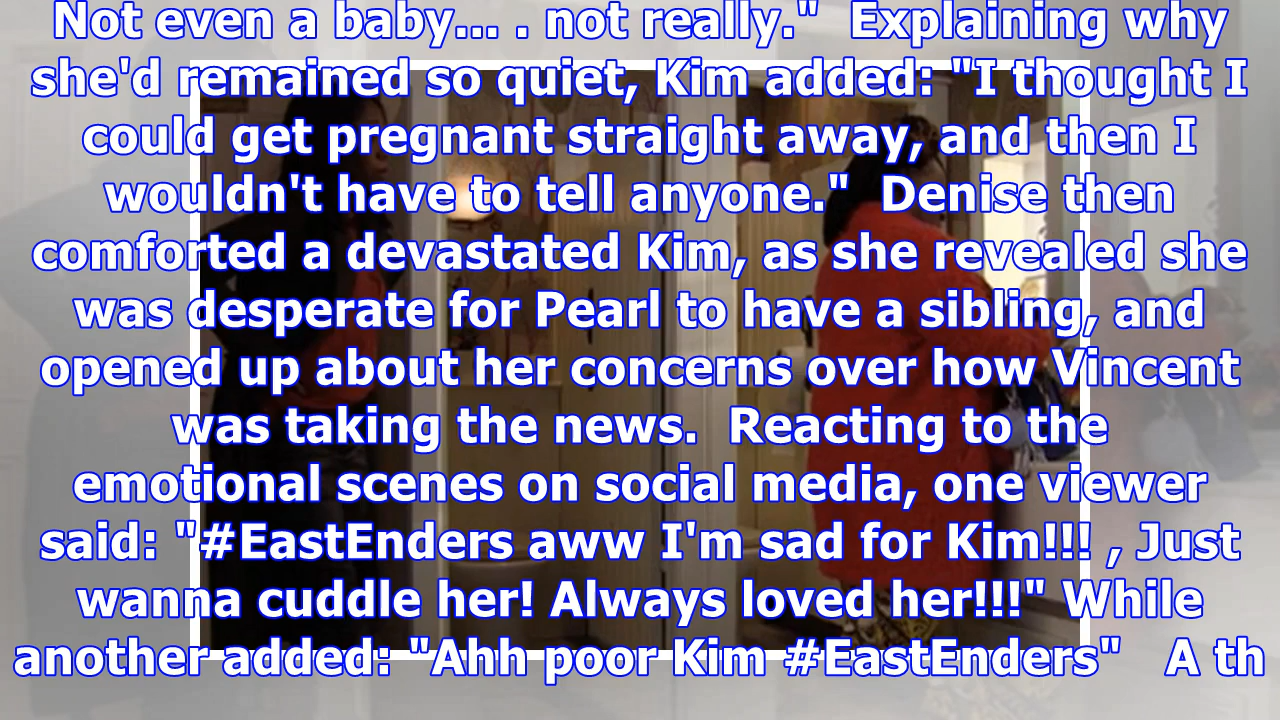 Not even a baby... . not really."  Explaining why
she'd remained so quiet, Kim added: "I thought I
could get pregnant straight away, and then I
wouldn't have to tell anyone."  Denise then
comforted a devastated Kim, as she revealed she
was desperate for Pearl to have a sibling, and
opened up about her concerns over how Vincent
was taking the news.  Reacting to the
emotional scenes on social media, one viewer
said: "#EastEnders aww I'm sad for Kim!!! , Just
wanna cuddle her! Always loved her!!!" While
another added: "Ahh poor Kim #EastEnders"   A th